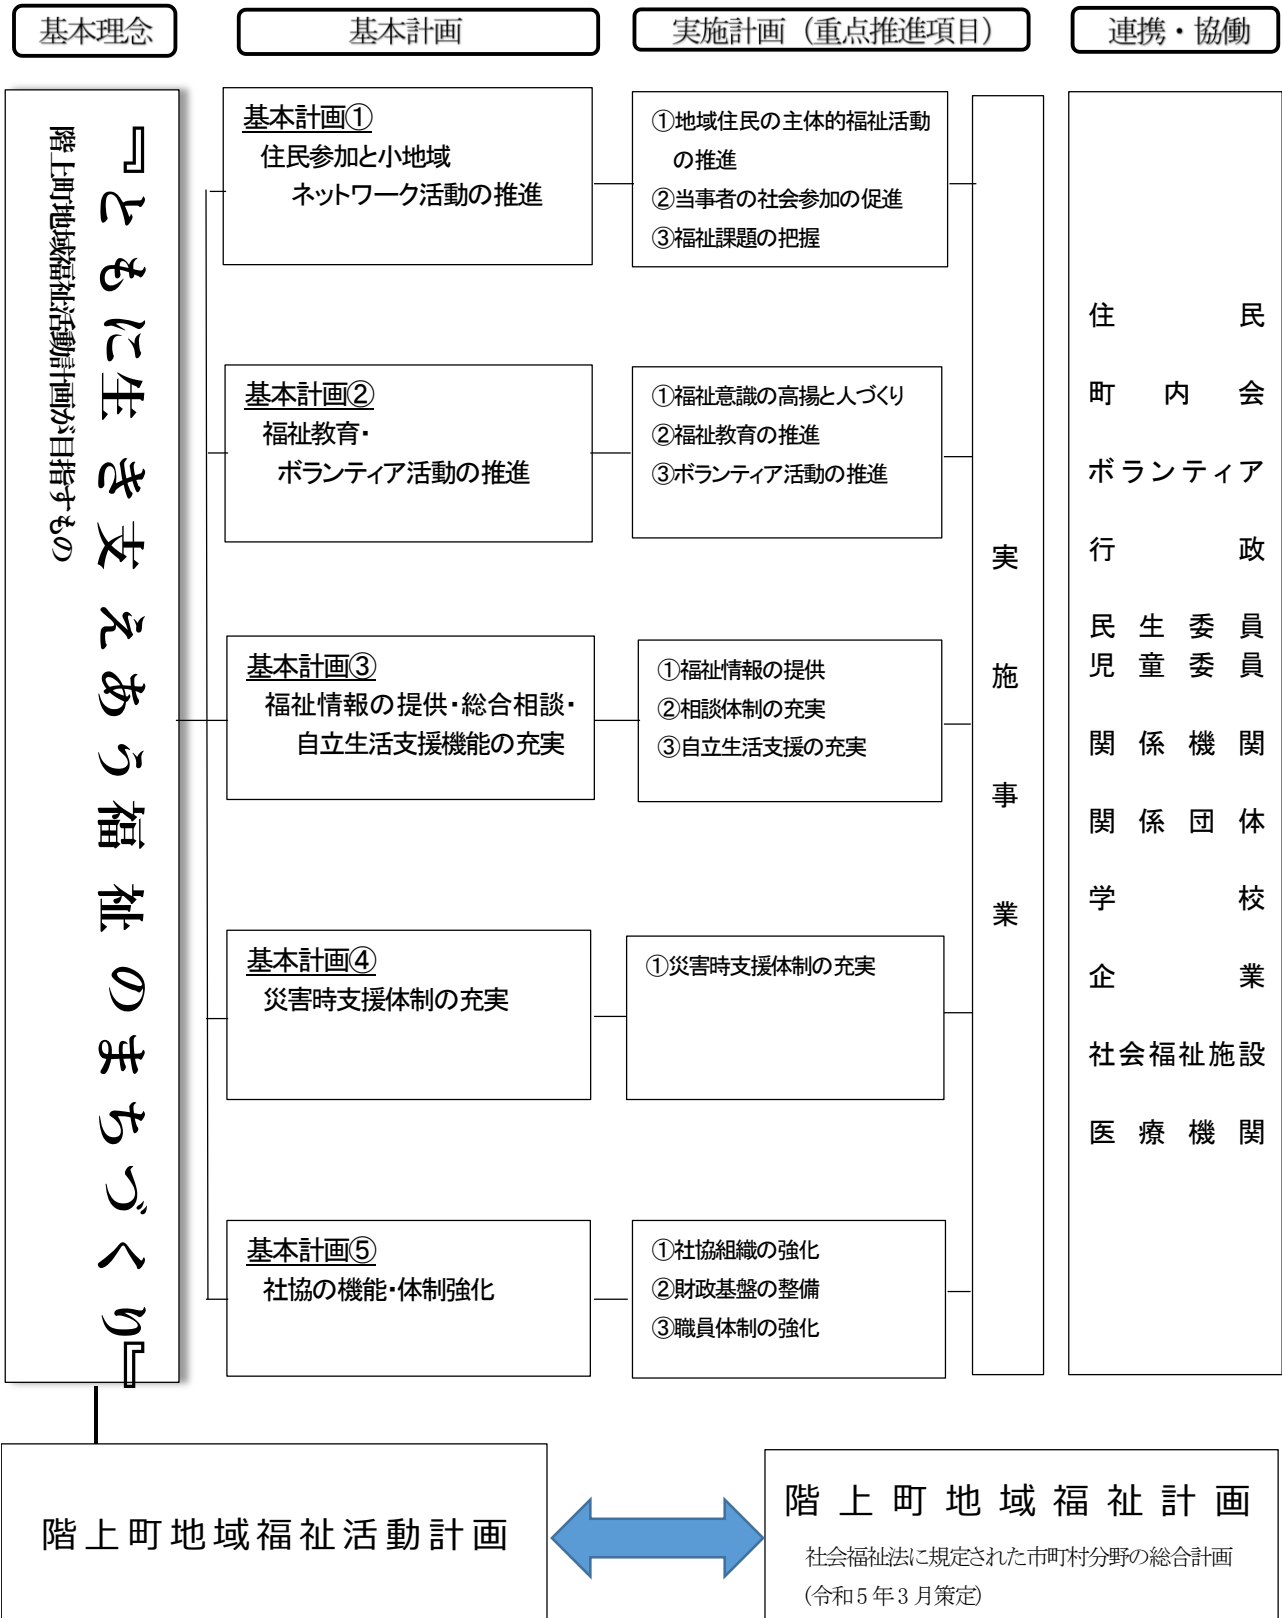 基本理念
基本計画
実施計画（重点推進項目）
連携・協働
階上町地域福祉活動計画が目指すもの
『ともに生き支えあう福祉のまちづくり』
基本計画①
住民参加と小地域
ネットワーク活動の推進
①地域住民の主体的福祉活動
の推進
②当事者の社会参加の促進
③福祉課題の把握
基本計画②
福祉教育・
ボランティア活動の推進
①福祉意識の高揚と人づくり
②福祉教育の推進
③ボランティア活動の推進
基本計画③
福祉情報の提供・総合相談・
自立生活支援機能の充実
①福祉情報の提供
②相談体制の充実
③自立生活支援の充実
基本計画④
災害時支援体制の充実
①災害時支援体制の充実
基本計画⑤
社協の機能・体制強化
①社協組織の強化
②財政基盤の整備
③職員体制の強化
実施事業
住民
町内会
ボランティア
行政
民生委員
児童委員
関係機関
関係団体
学校
企業
社会福祉施設
医療機関
階上町地域福祉活動計画
階上町地域福祉計画
社会福祉法に規定された市町村分野の総合計画
(令和5年3月策定)